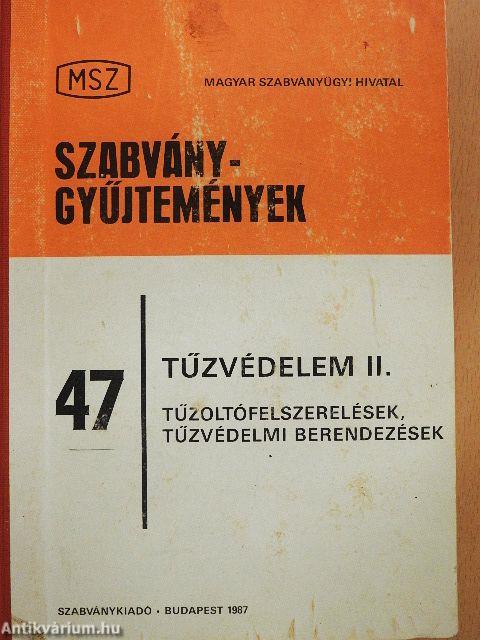 MSZ
MAGYAR SZABVÁNYÜGYI HIVATAL
SZABVÁNY-
GYŰJTEMÉNYEK
47
TŰZVÉDELEM II.
TŰZOLTÓFELSZERELÉSEK,
TŰZVÉDELMI BERENDEZÉSEK
SZABVÁNYKIADÓ • BUDAPEST 1987
Antikvárium.hu